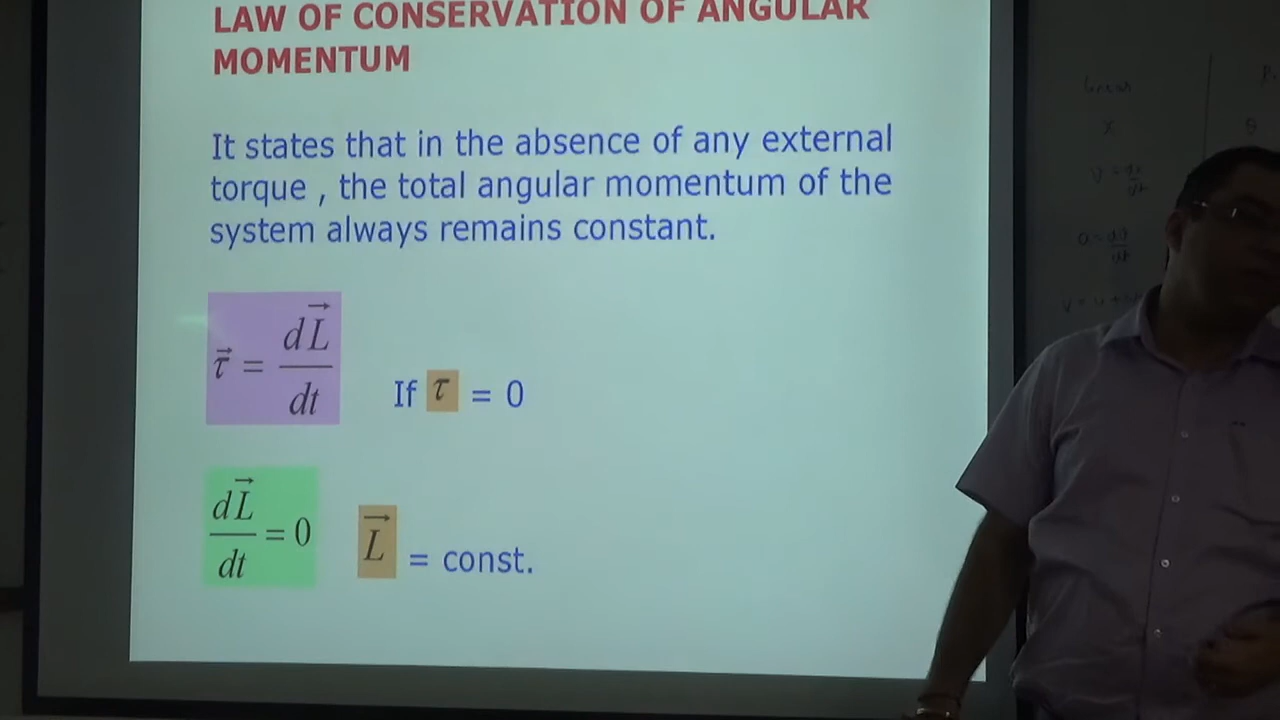 LAW OF CONSERVATION OF ANGULAR
MOMENTUM
It states that in the absence of any external
torque , the total angular momentum of the
system always remains constant.
τ⃗ = dL⃗/dt
If τ = 0
dL⃗/dt = 0
L⃗ = const.
Linear
x
θ